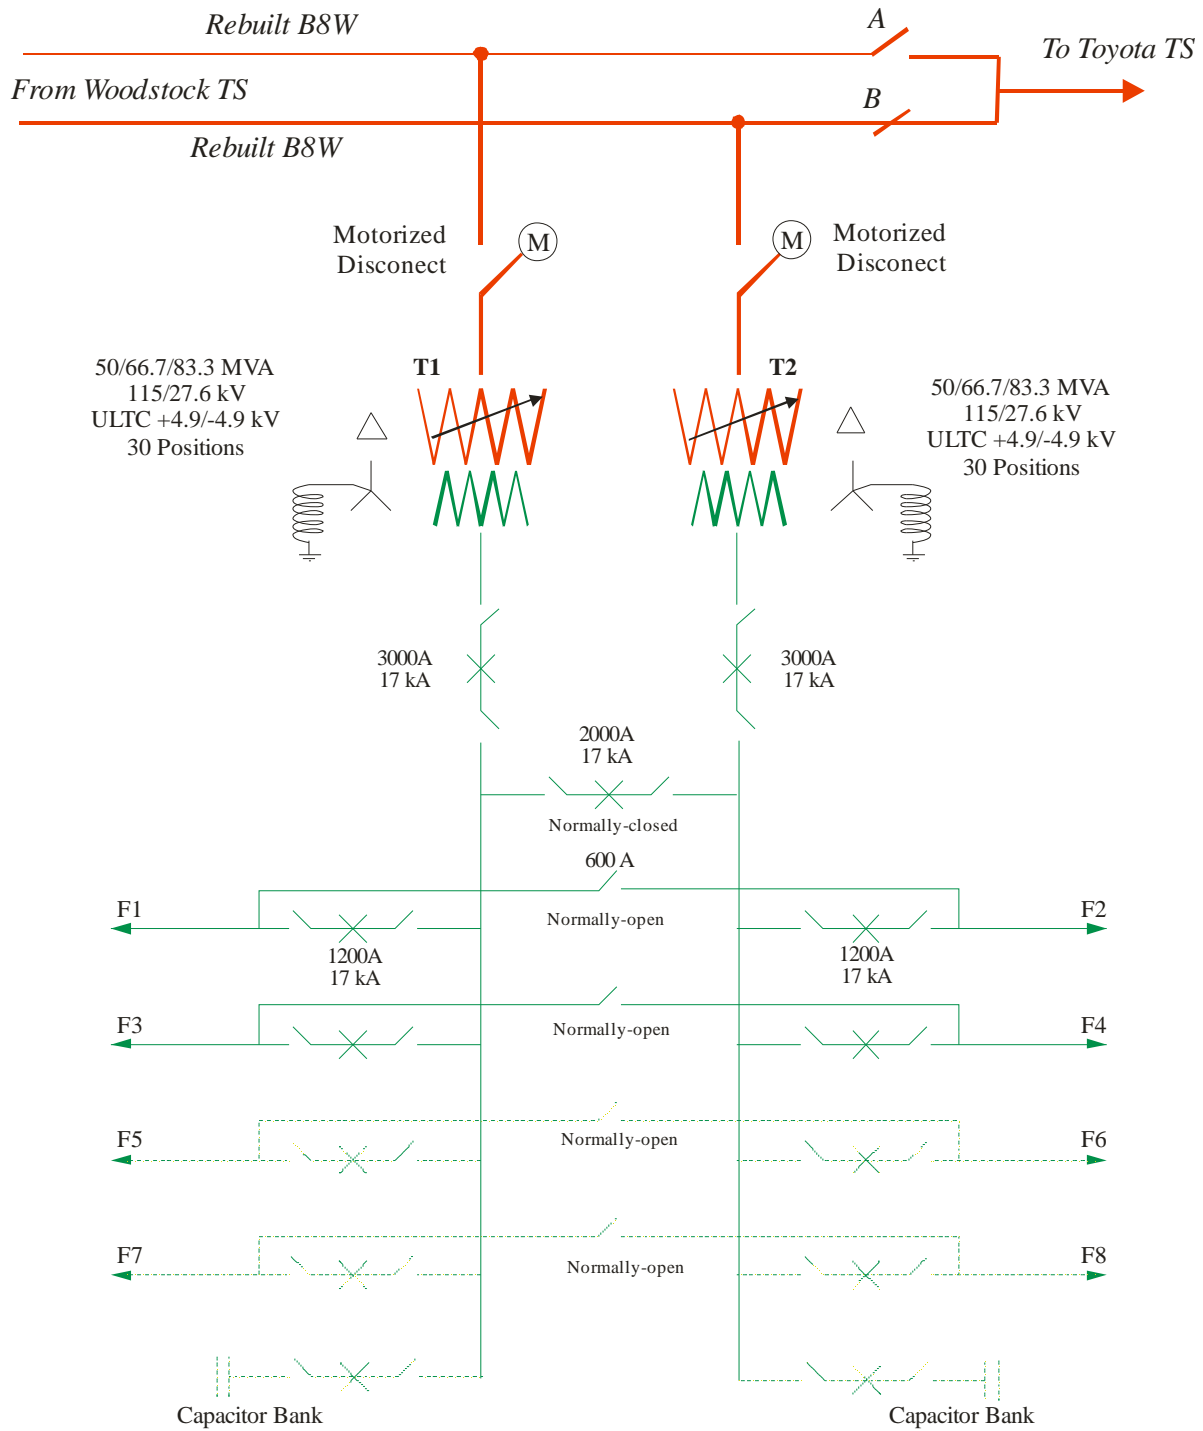 Rebuilt B8W
A
To Toyota TS
From Woodstock TS
B
Rebuilt B8W
Motorized
Disconect
M
M
Motorized
Disconect
50/66.7/83.3 MVA
115/27.6 kV
ULTC +4.9/-4.9 kV
30 Positions
T1
T2
50/66.7/83.3 MVA
115/27.6 kV
ULTC +4.9/-4.9 kV
30 Positions
3000A
17 kA
3000A
17 kA
2000A
17 kA
Normally-closed
600 A
F1
Normally-open
F2
1200A
17 kA
1200A
17 kA
F3
Normally-open
F4
F5
Normally-open
F6
F7
Normally-open
F8
Capacitor Bank
Capacitor Bank